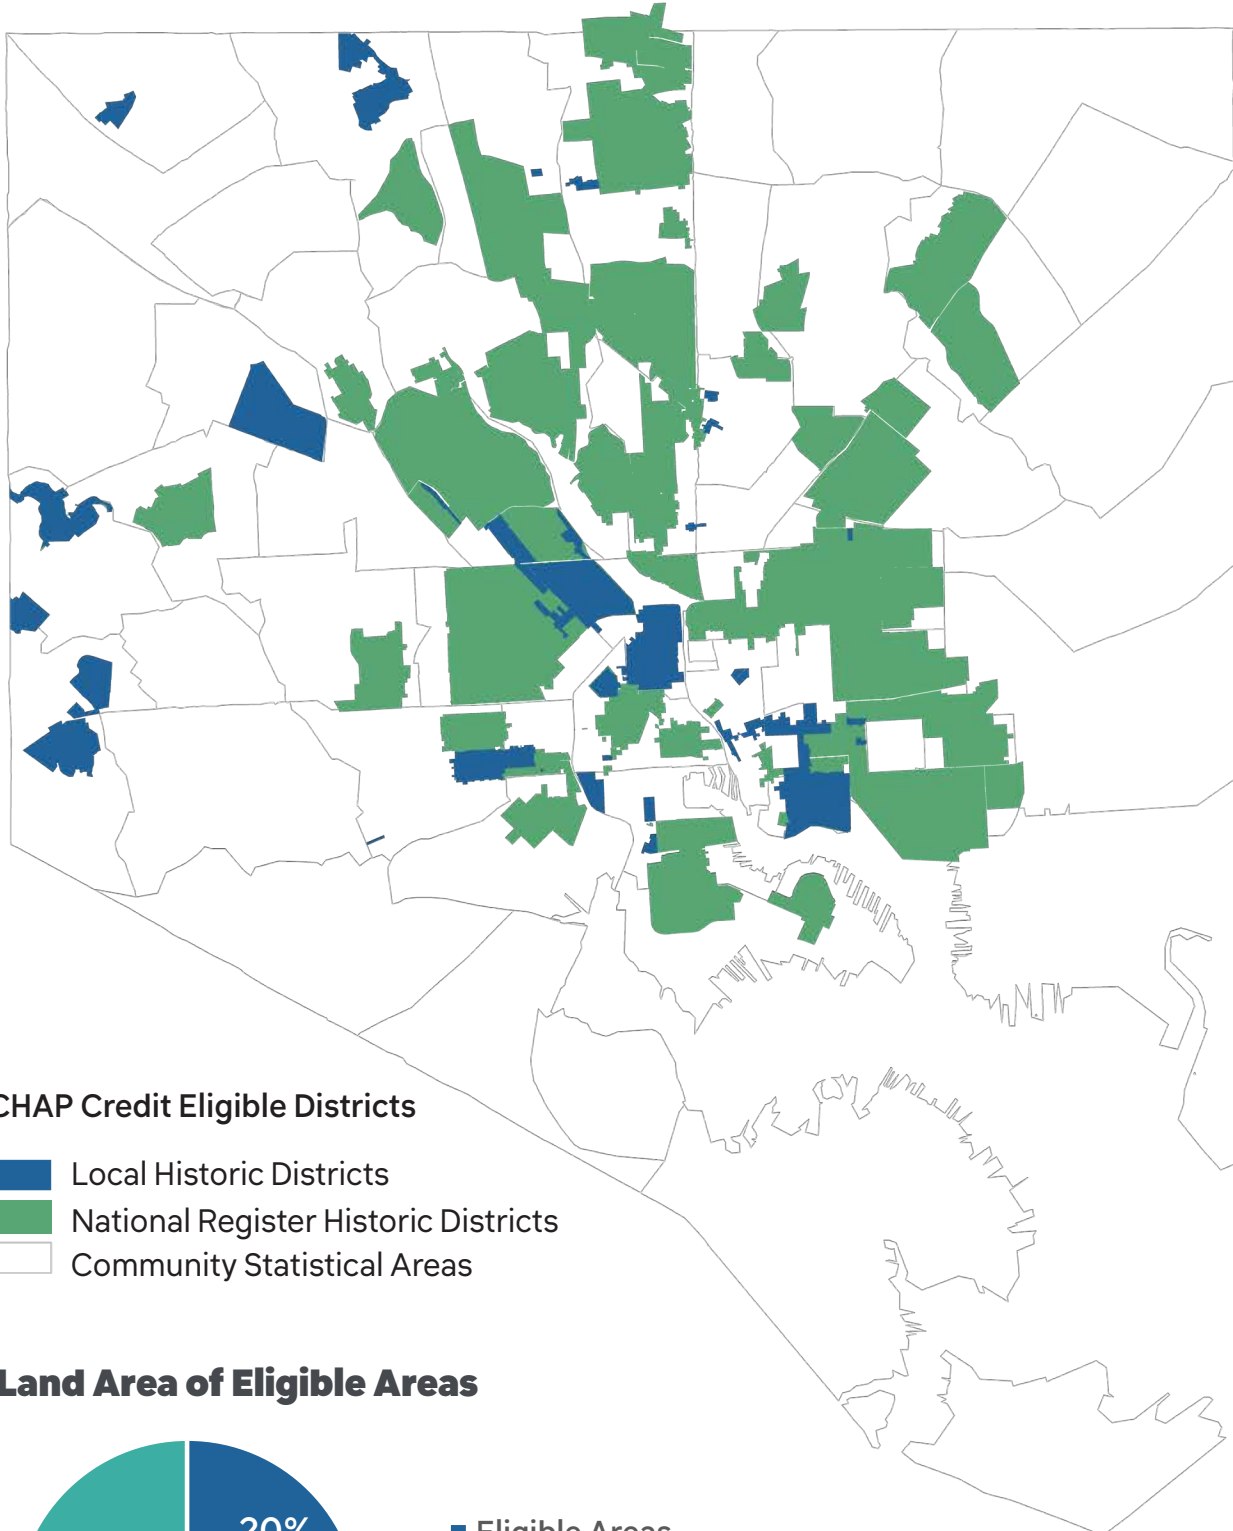 CHAP Credit Eligible Districts
Local Historic Districts
National Register Historic Districts
Community Statistical Areas
Land Area of Eligible Areas
20%
Eligible Areas